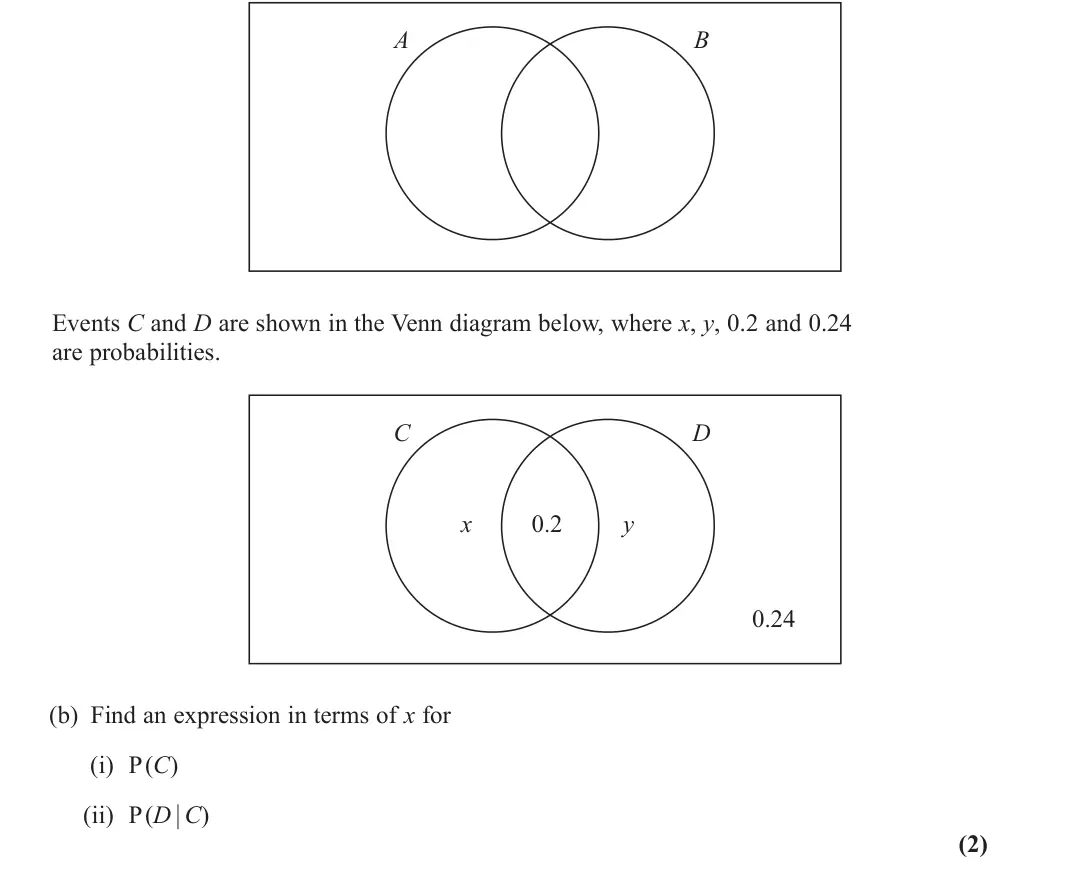 A B
Events C and D are shown in the Venn diagram below, where x, y, 0.2 and 0.24
are probabilities.
C D
x 0.2 y
0.24
(b) Find an expression in terms of x for
(i) P(C)
(ii) P(D | C)
(2)